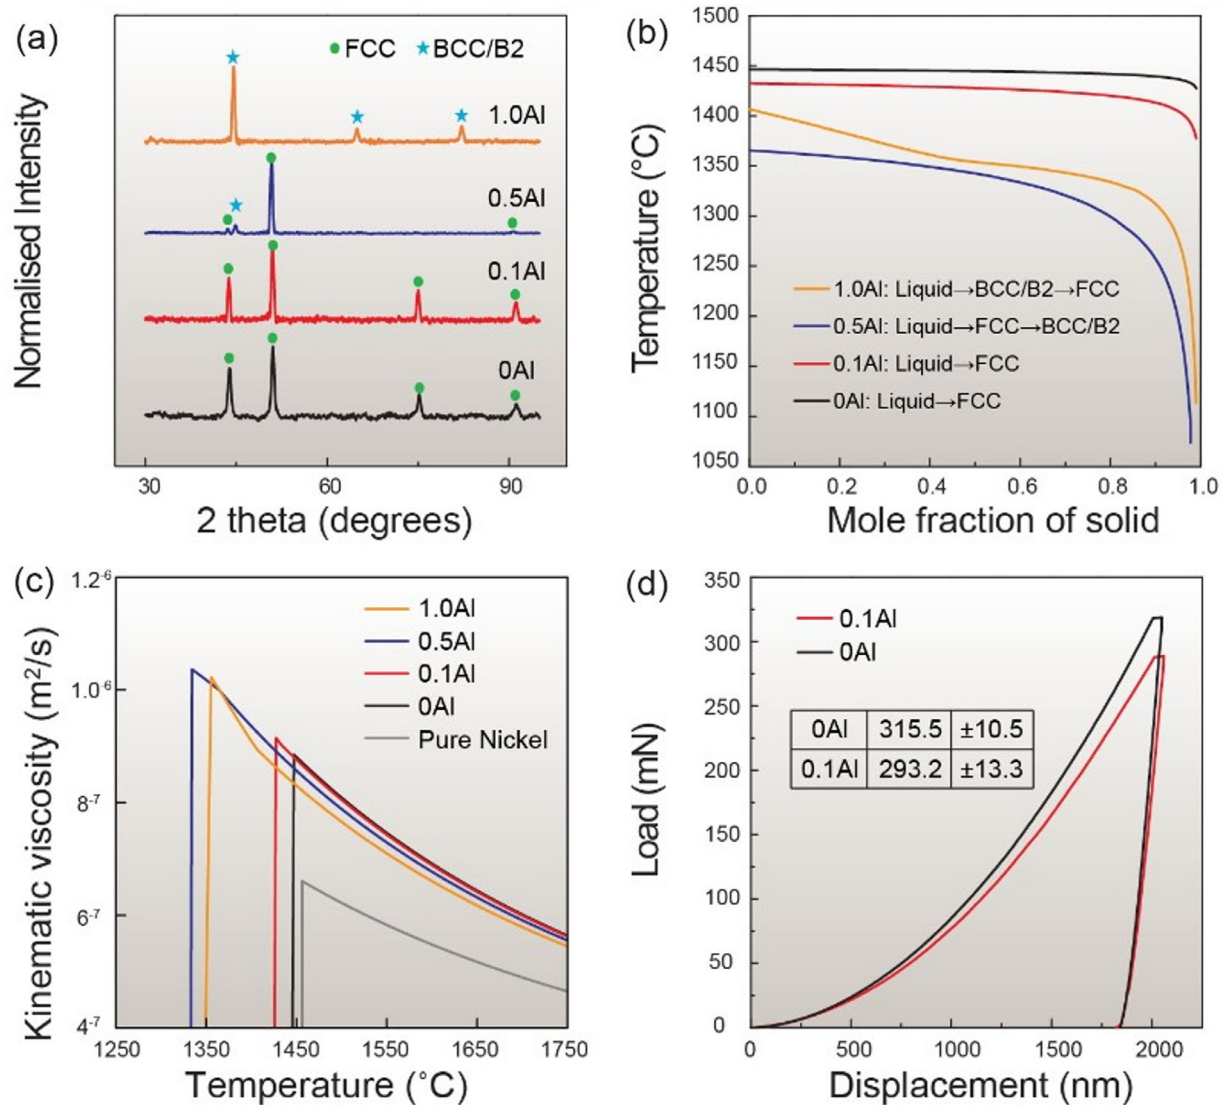 (a)
FCC BCC/B2
1.0Al
0.5Al
0.1Al
0Al
Normalised Intensity
30 60 90
2 theta (degrees)
(b)
1500
1450
1400
1350
1300
1250
1200
1150
1100
1050
Temperature (°C)
1.0Al: Liquid→BCC/B2→FCC
0.5Al: Liquid→FCC→BCC/B2
0.1Al: Liquid→FCC
0Al: Liquid→FCC
0.0 0.2 0.4 0.6 0.8 1.0
Mole fraction of solid
(c)
1.2⁻⁶
1.0⁻⁶
8⁻⁷
6⁻⁷
4⁻⁷
Kinematic viscosity (m²/s)
1.0Al
0.5Al
0.1Al
0Al
Pure Nickel
1250 1350 1450 1550 1650 1750
Temperature (˚C)
(d)
350
300
250
200
150
100
50
0
Load (mN)
0.1Al
0Al
0Al 315.5 ±10.5
0.1Al 293.2 ±13.3
0 500 1000 1500 2000
Displacement (nm)